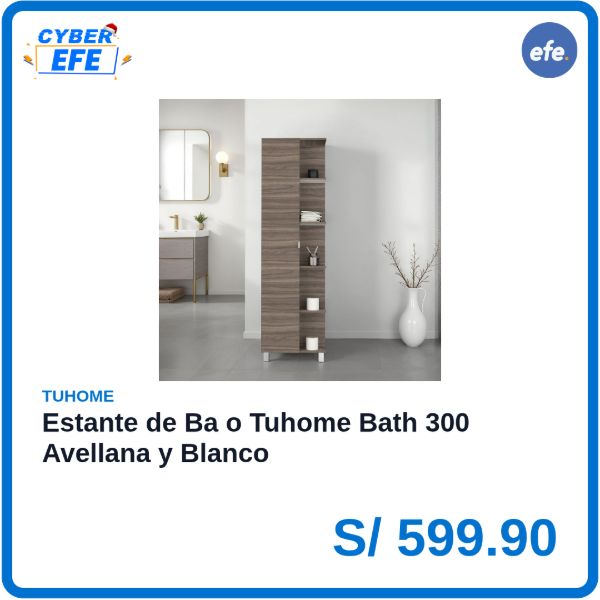 CYBER
EFE
efe.
TUHOME
Estante de Ba o Tuhome Bath 300
Avellana y Blanco
S/ 599.90